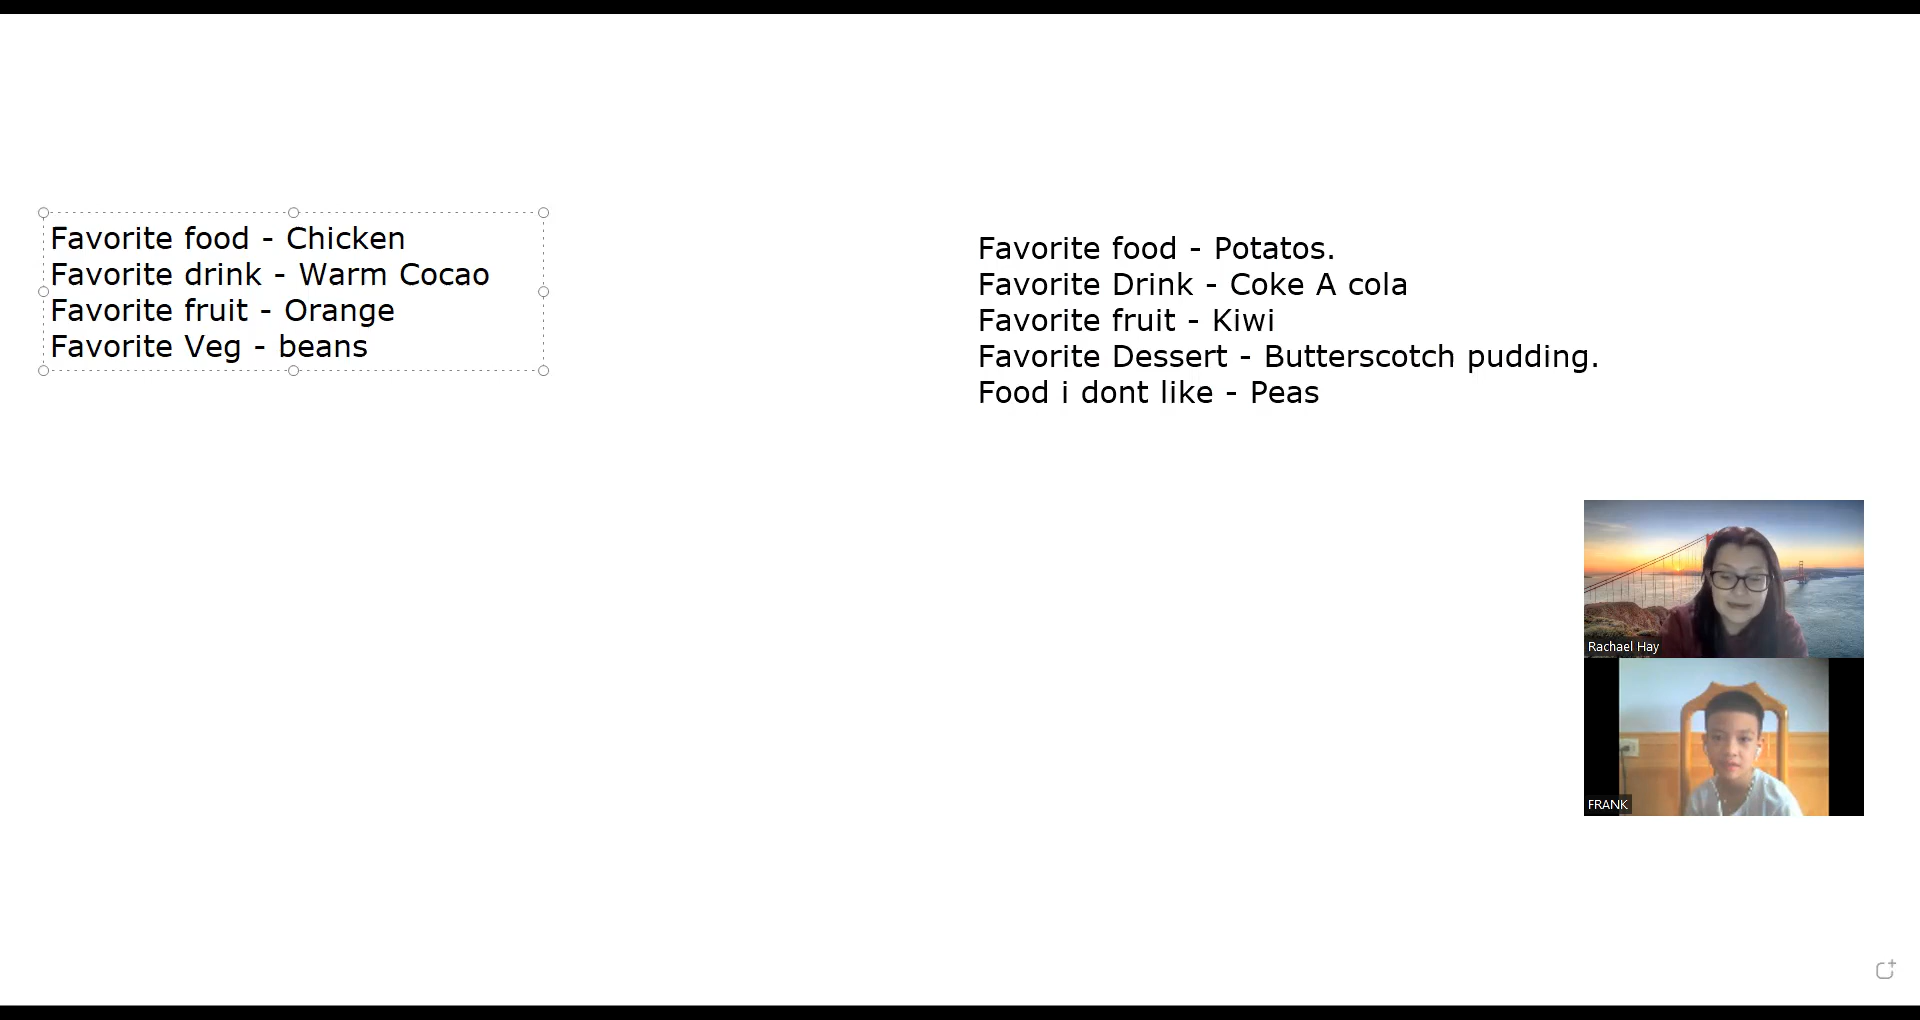 Favorite food - Chicken
Favorite drink - Warm Cocao
Favorite fruit - Orange
Favorite Veg - beans
Favorite food - Potatos.
Favorite Drink - Coke A cola
Favorite fruit - Kiwi
Favorite Dessert - Butterscotch pudding.
Food i dont like - Peas
Rachael Hay
FRANK